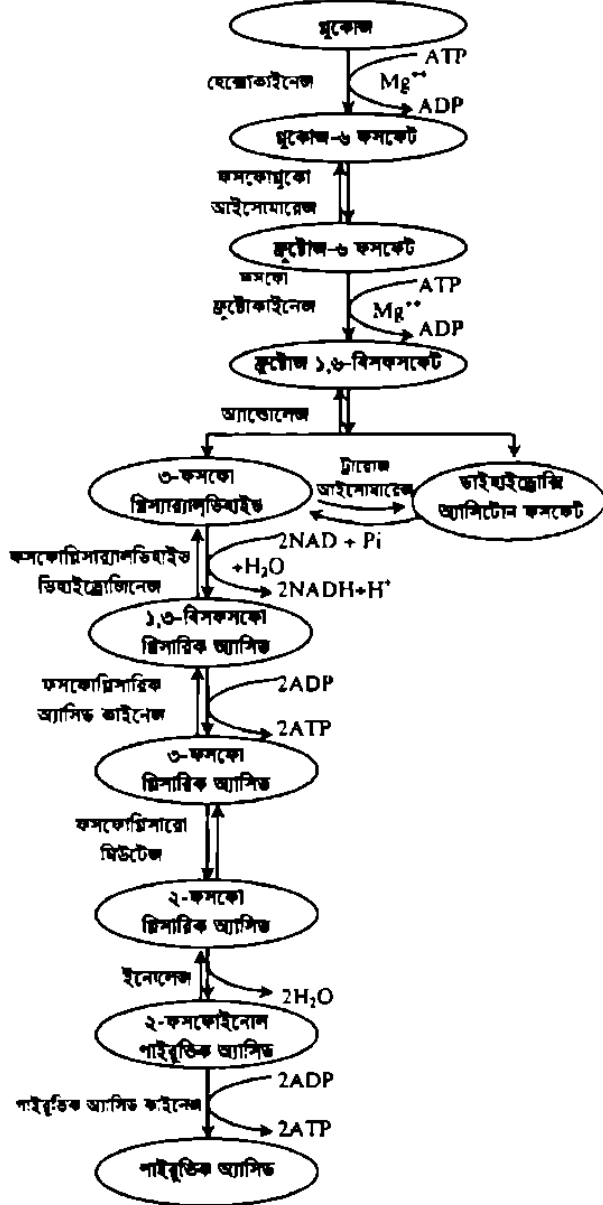 গ্লুকোজ
ATP
হেক্সোকাইনেজ
Mg⁺⁺
ADP
গ্লুকোজ-৬ ফসফেট
ফসফোগ্লুকো
আইসোমারেজ
ফ্রুক্টোজ-৬ ফসফেট
ফসফো
ফ্রুক্টোকাইনেজ
ATP
Mg⁺⁺
ADP
ফ্রুক্টোজ ১,৬-বিসফসফেট
অ্যাল্ডোলেজ
৩-ফসফো
গ্লিসার‍্যালডিহাইড
ট্রায়োজ
আইসোমারেজ
ডাইহাইড্রোক্সি
অ্যাসিটোন ফসফেট
ফসফোগ্লিসার‍্যালডিহাইড
ডিহাইড্রোজিনেজ
2NAD + Pi
+H₂O
2NADH+H⁺
১,৩-বিসফসফো
গ্লিসারিক অ্যাসিড
ফসফোগ্লিসারিক
অ্যাসিড কাইনেজ
2ADP
2ATP
৩-ফসফো
গ্লিসারিক অ্যাসিড
ফসফোগ্লিসারো
মিউটেজ
২-ফসফো
গ্লিসারিক অ্যাসিড
ইনোলেজ
2H₂O
২-ফসফোইনোল
পাইরুভিক অ্যাসিড
2ADP
পাইরুভিক অ্যাসিড কাইনেজ
2ATP
পাইরুভিক অ্যাসিড